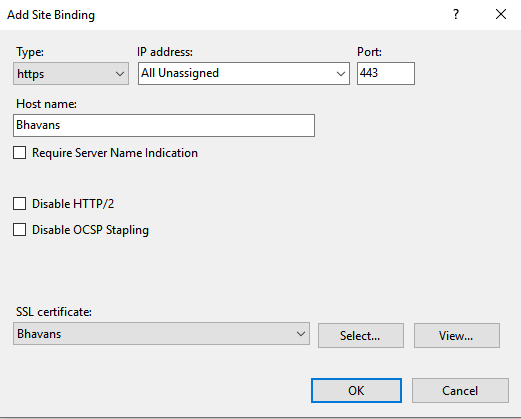 Add Site Binding
?
Type: IP address: Port:
https All Unassigned 443
Host name:
Bhavans
Require Server Name Indication
Disable HTTP/2
Disable OCSP Stapling
SSL certificate:
Bhavans Select... View...
OK Cancel